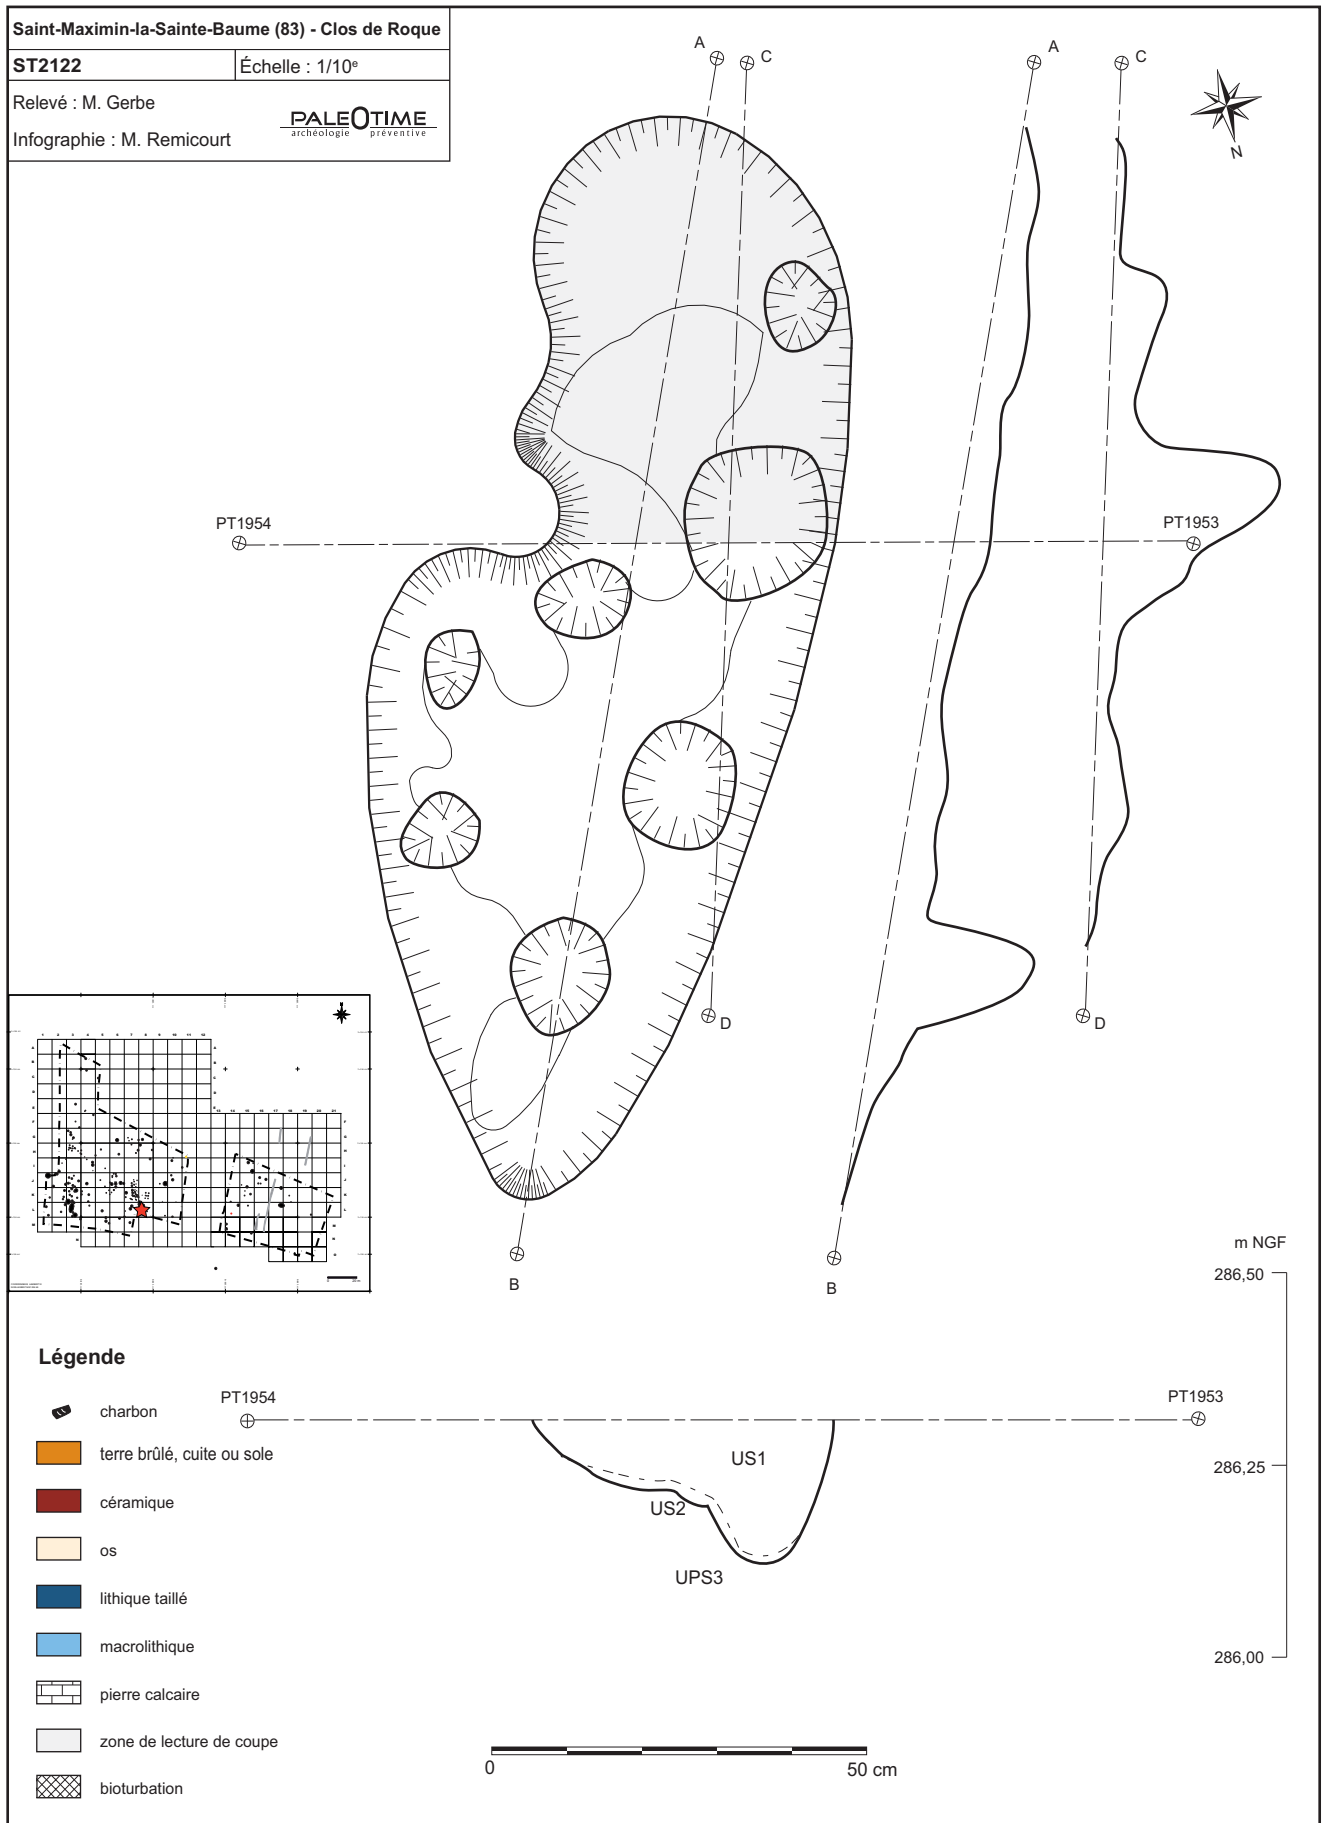 Saint-Maximin-la-Sainte-Baume (83) - Clos de Roque
ST2122
Échelle : 1/10e
Relevé : M. Gerbe
Infographie : M. Remicourt
PALEOTIME
archéologie préventive
A
C
A
C
N
PT1954
PT1953
D
D
B
B
m NGF
286,50
286,25
286,00
PT1954
PT1953
US1
US2
UPS3
Légende
charbon
terre brûlé, cuite ou sole
céramique
os
lithique taillé
macrolithique
pierre calcaire
zone de lecture de coupe
bioturbation
0
50 cm